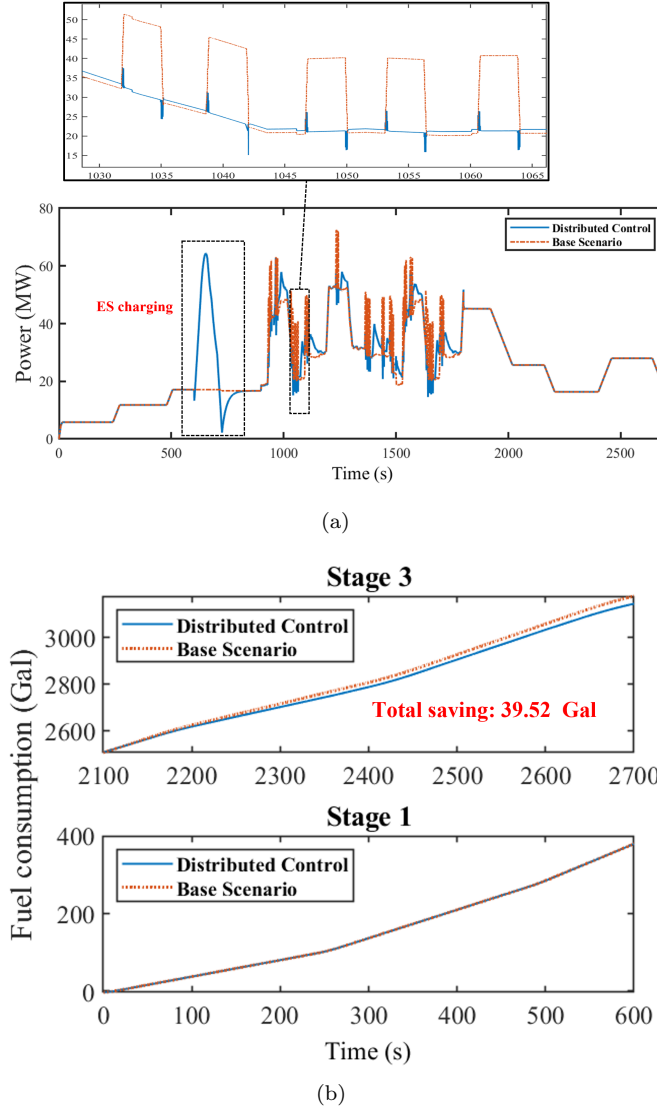 50
45
40
35
30
25
20
15
1030 1035 1040 1045 1050 1055 1060 1065
80
60
40
20
0
Power (MW)
Distributed Control
Base Scenario
ES charging
0 500 1000 1500 2000 2500
Time (s)
(a)
Stage 3
Distributed Control
Base Scenario
3000
2800
2600
Total saving: 39.52 Gal
2100 2200 2300 2400 2500 2600 2700
Fuel consumption (Gal)
Stage 1
Distributed Control
Base Scenario
400
200
0
0 100 200 300 400 500 600
Time (s)
(b)